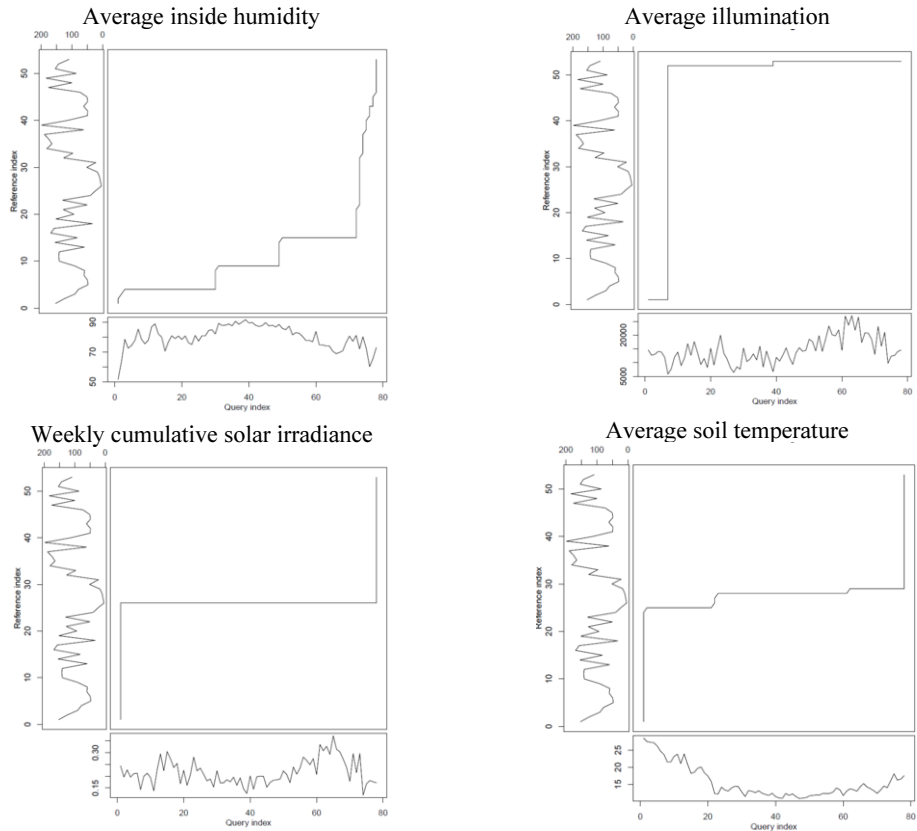 Average inside humidity
200 100 0
Reference index
0 10 20 30 40 50
50 70 90
0 20 40 60 80
Query index
Average illumination
200 100 0
Reference index
0 10 20 30 40 50
5000 20000
0 20 40 60 80
Query index
Weekly cumulative solar irradiance
200 100 0
Reference index
0 10 20 30 40 50
0.15 0.30
0 20 40 60 80
Query index
Average soil temperature
200 100 0
Reference index
0 10 20 30 40 50
15 25
0 20 40 60 80
Query index